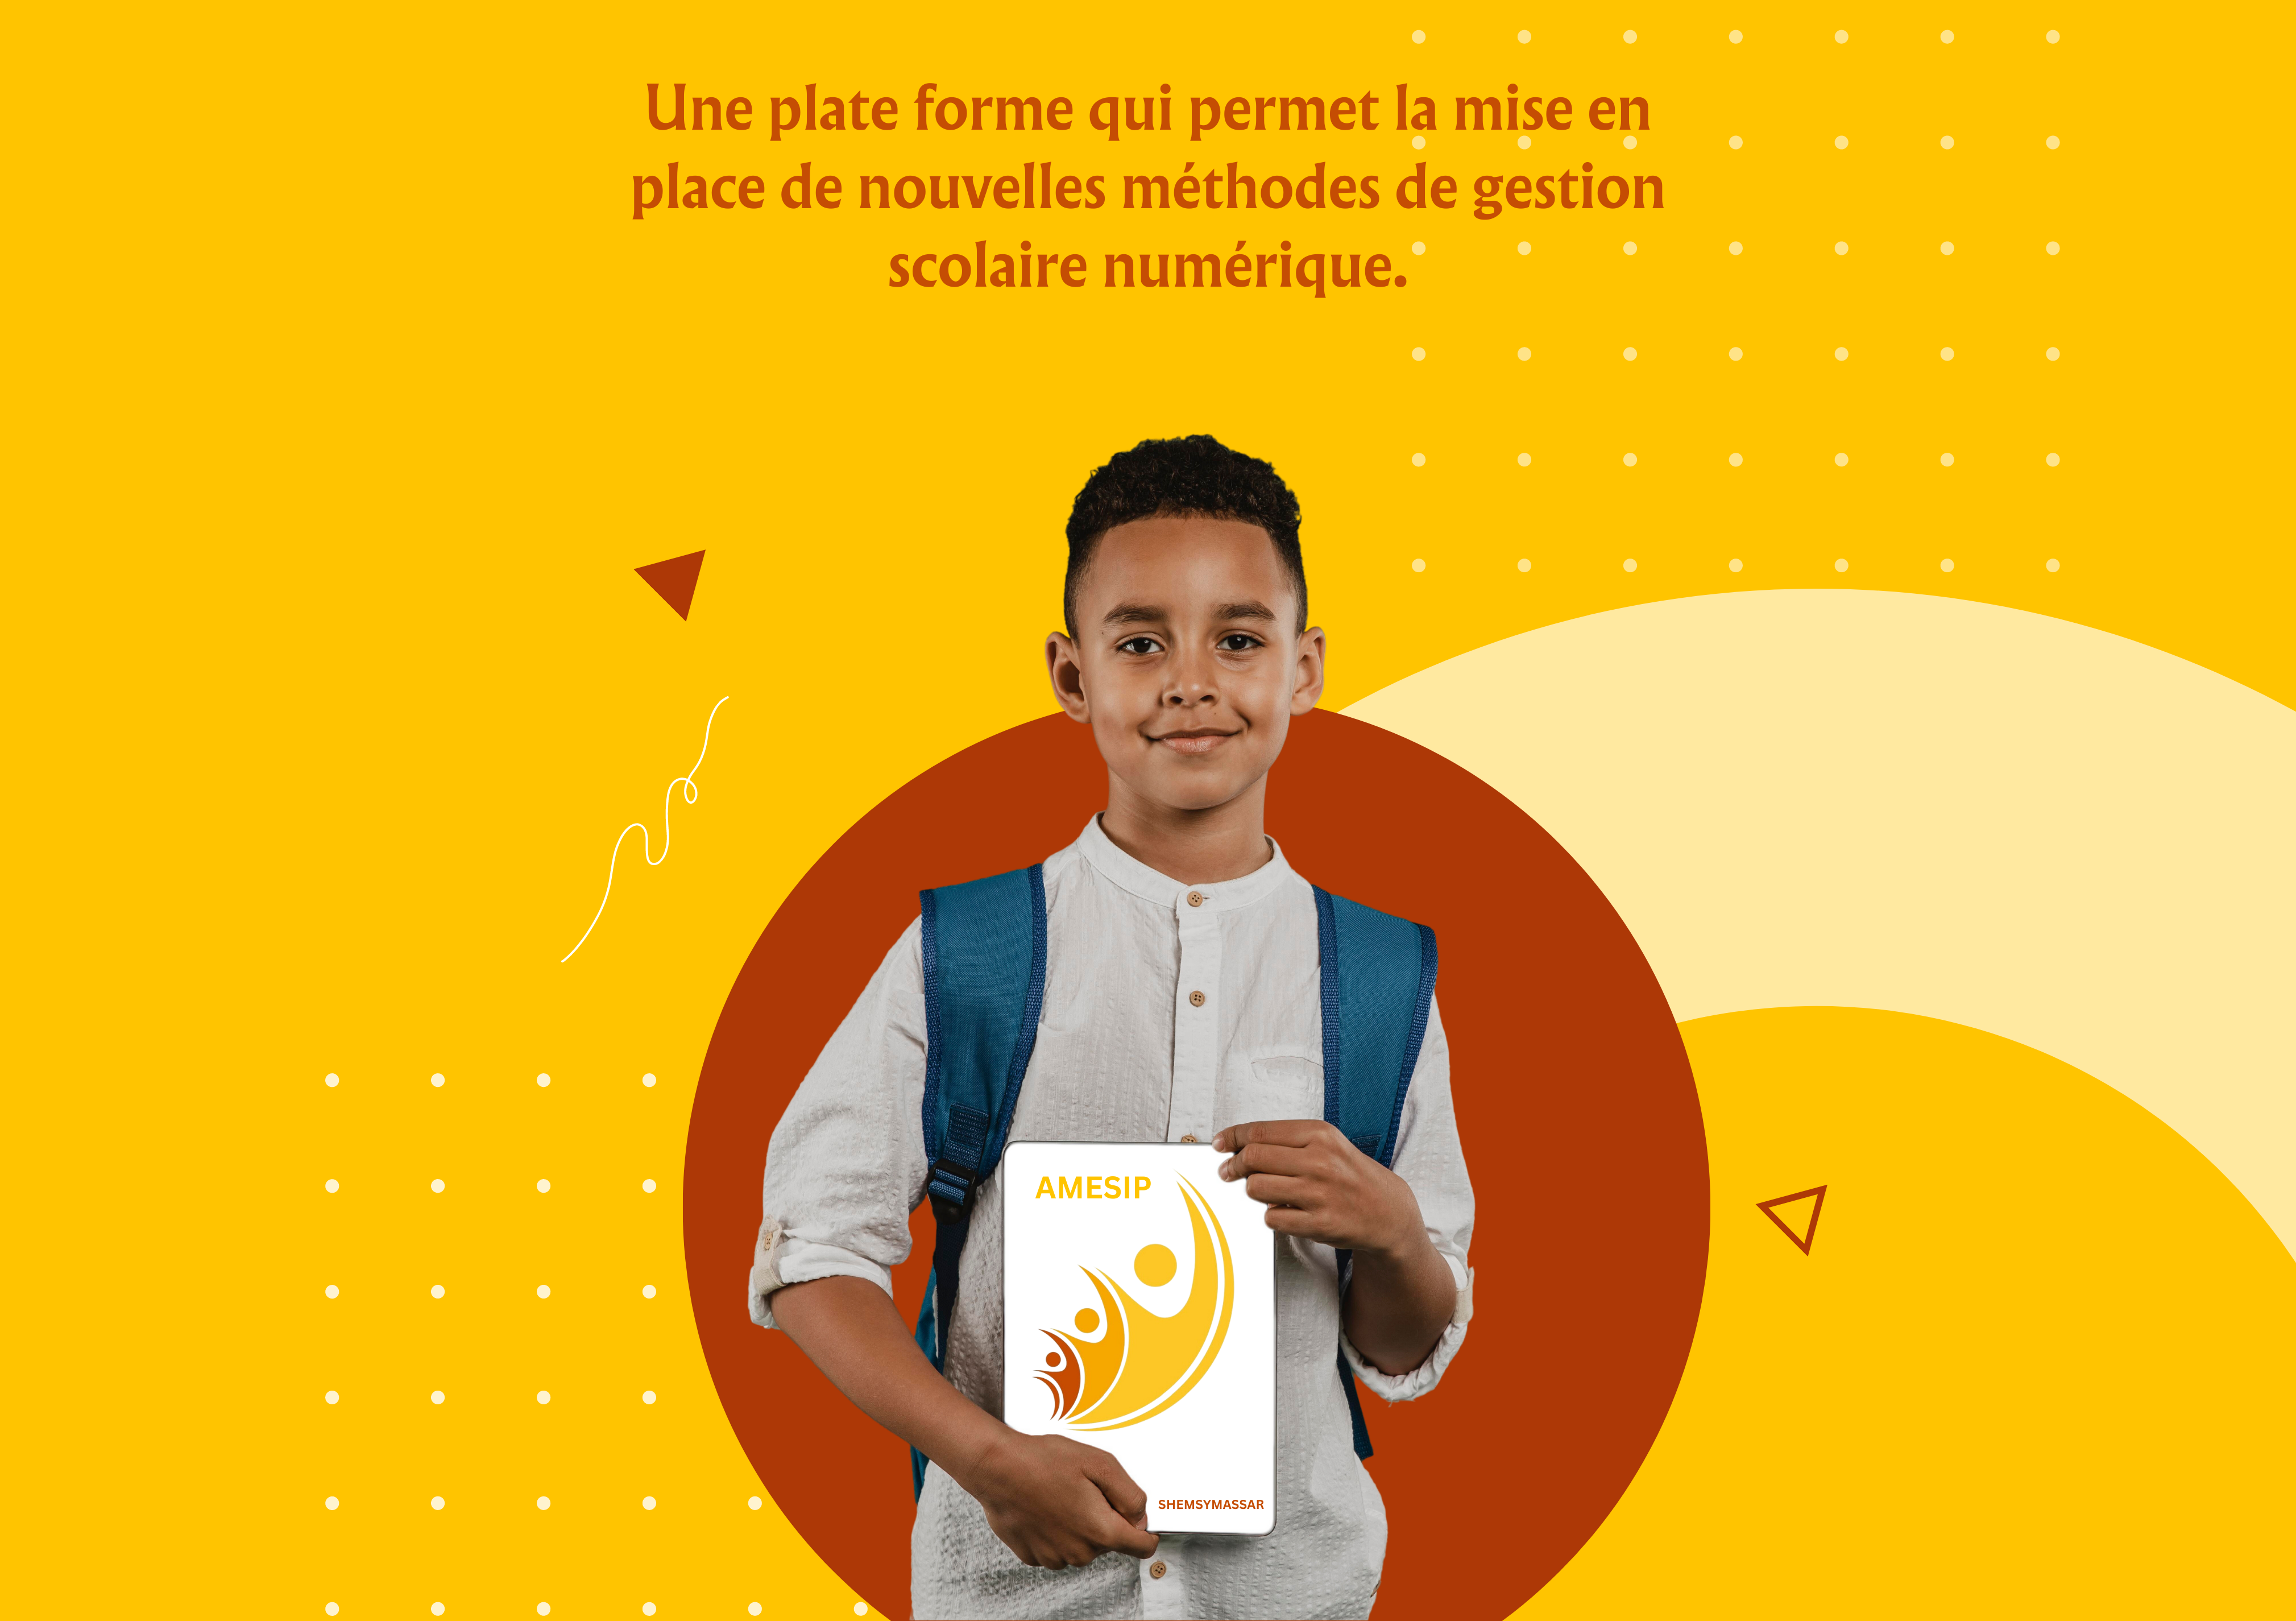 Une plate forme qui permet la mise en
place de nouvelles méthodes de gestion
scolaire numérique.
AMESIP
SHEMSYMASSAR